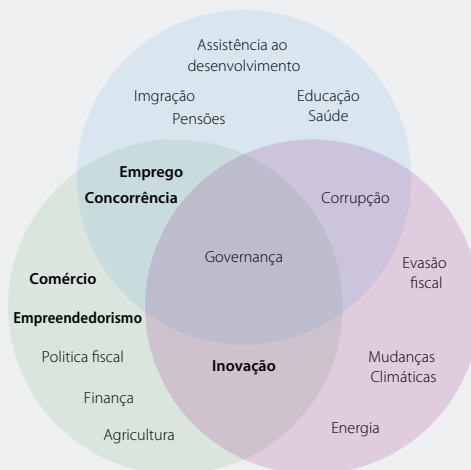 Assistência ao
desenvolvimento
Imgração
Pensões
Educação
Saúde
Emprego
Concorrência
Corrupção
Governança
Evasão
fiscal
Comércio
Empreendedorismo
Politica fiscal
Finança
Agricultura
Inovação
Mudanças
Climáticas
Energia